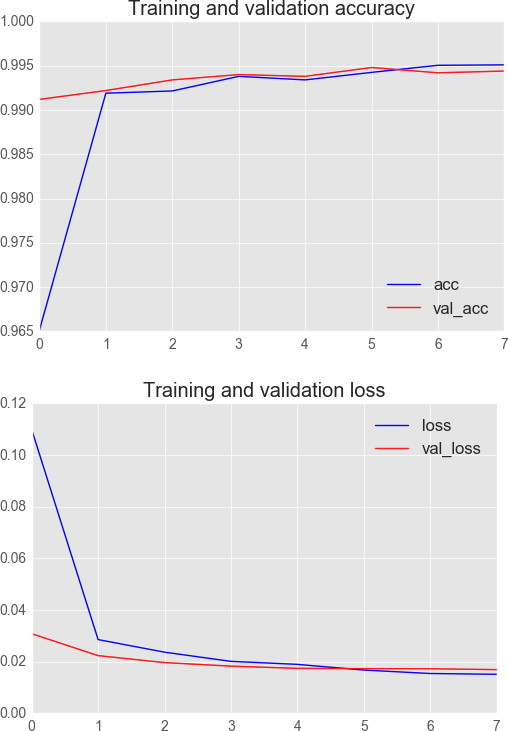 Training and validation accuracy
1.000
0.995
0.990
0.985
0.980
0.975
0.970
0.965
acc
val_acc
0 1 2 3 4 5 6 7
Training and validation loss
0.12
0.10
0.08
0.06
0.04
0.02
0.00
loss
val_loss
0 1 2 3 4 5 6 7